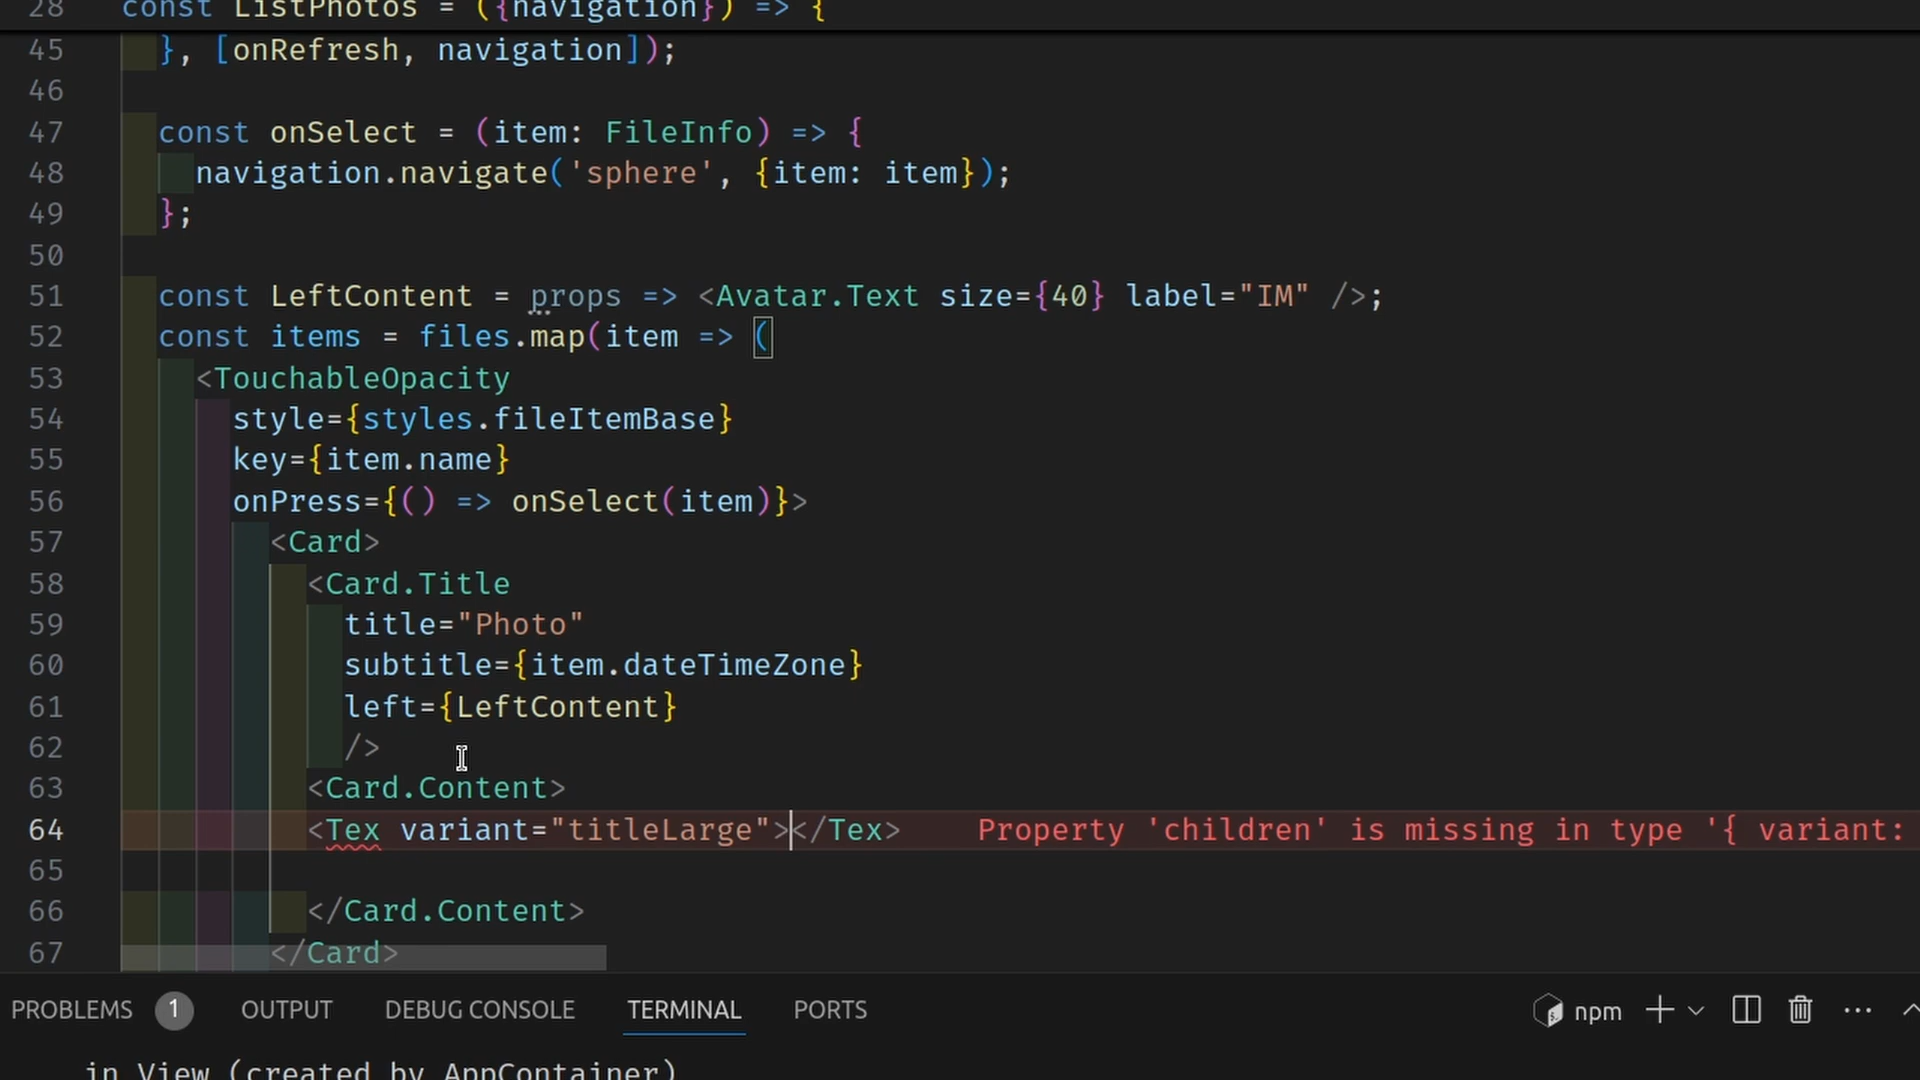 28 const ListPhotos = ({navigation}) => {
45 }, [onRefresh, navigation]);
46
47 const onSelect = (item: FileInfo) => {
48 navigation.navigate('sphere', {item: item});
49 };
50
51 const LeftContent = props => <Avatar.Text size={40} label="IM" />;
52 const items = files.map(item => (
53 <TouchableOpacity
54 style={styles.fileItemBase}
55 key={item.name}
56 onPress={() => onSelect(item)}>
57 <Card>
58 <Card.Title
59 title="Photo"
60 subtitle={item.dateTimeZone}
61 left={LeftContent}
62 />
63 <Card.Content>
64 <Tex variant="titleLarge"></Tex> Property 'children' is missing in type '{ variant:
65
66 </Card.Content>
67 </Card>
PROBLEMS 1 OUTPUT DEBUG CONSOLE TERMINAL PORTS npm
in View (created by AppContainer)